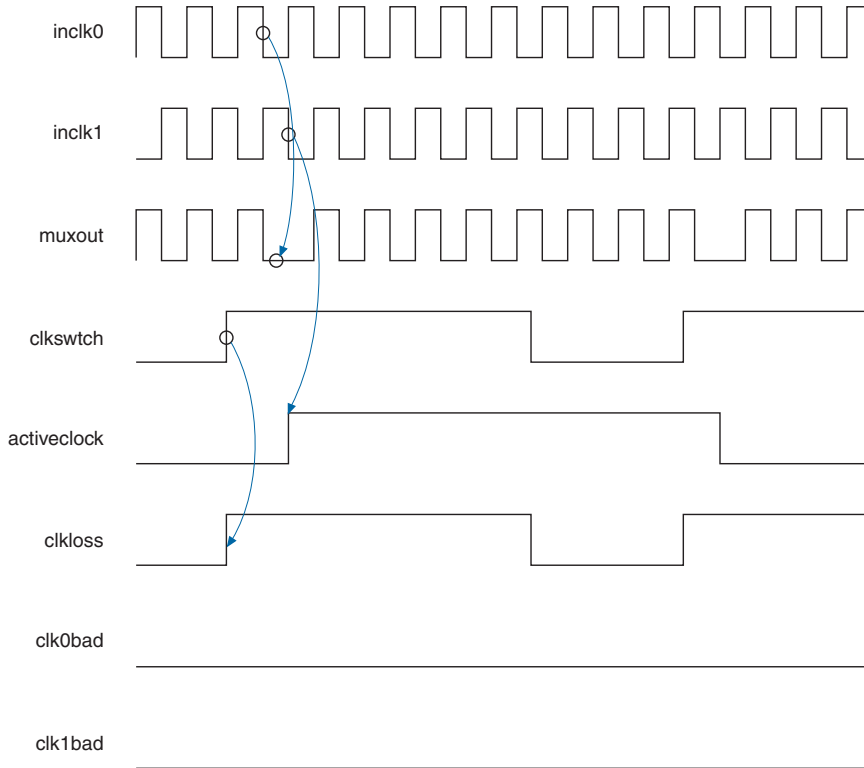 inclk0
inclk1
muxout
clkswtch
activeclock
clkloss
clk0bad
clk1bad